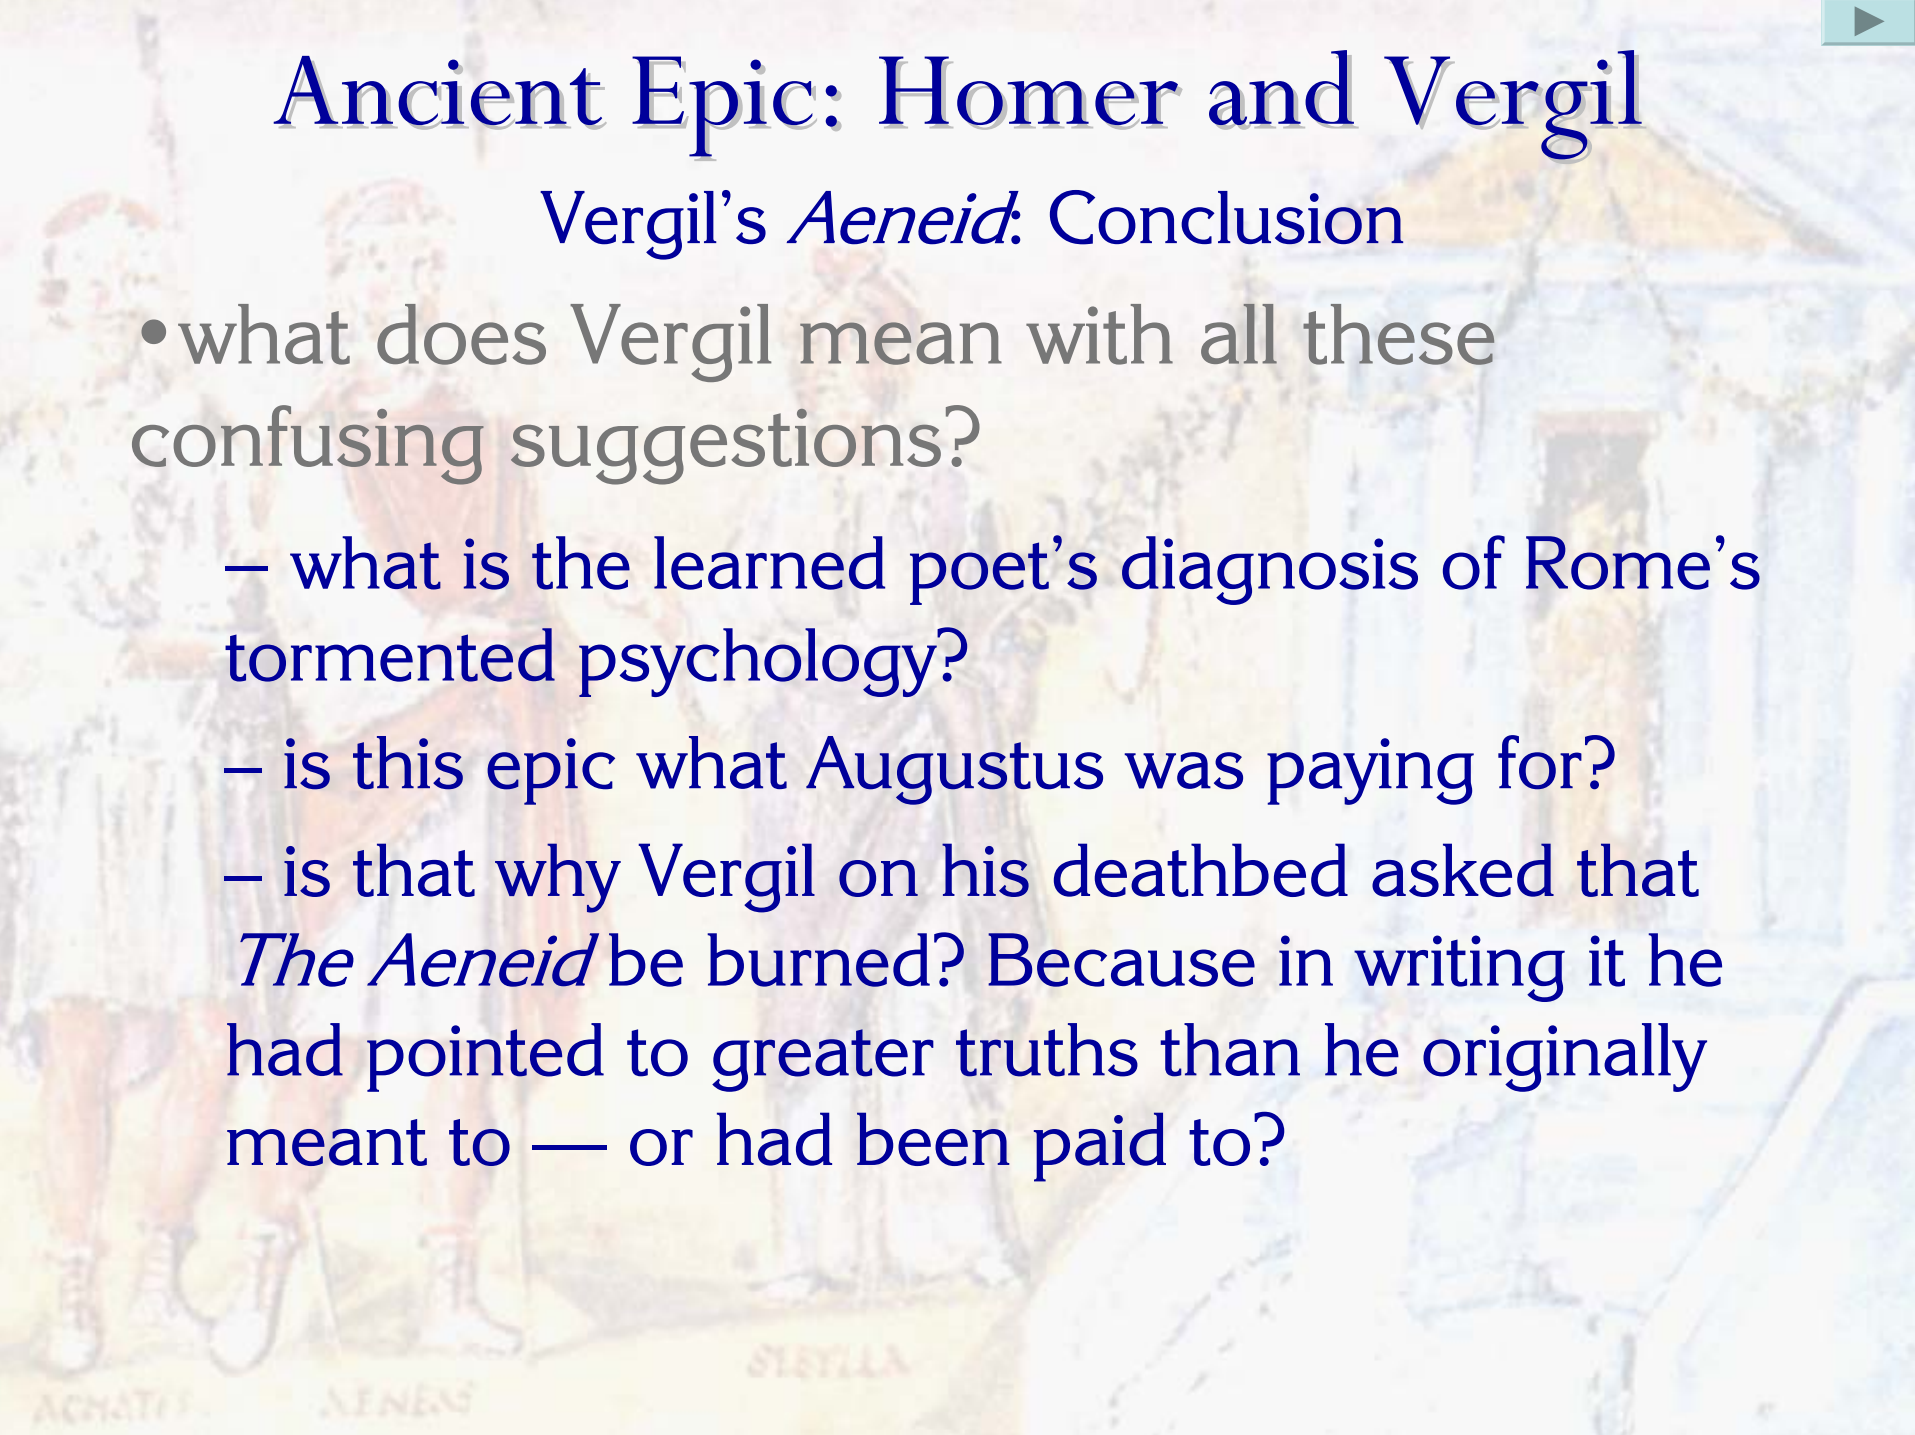 Ancient Epic: Homer and Vergil
Vergil’s Aeneid: Conclusion
•what does Vergil mean with all these
confusing suggestions?
– what is the learned poet’s diagnosis of Rome’s
tormented psychology?
– is this epic what Augustus was paying for?
– is that why Vergil on his deathbed asked that
The Aeneid be burned? Because in writing it he
had pointed to greater truths than he originally
meant to — or had been paid to?
AENEAS